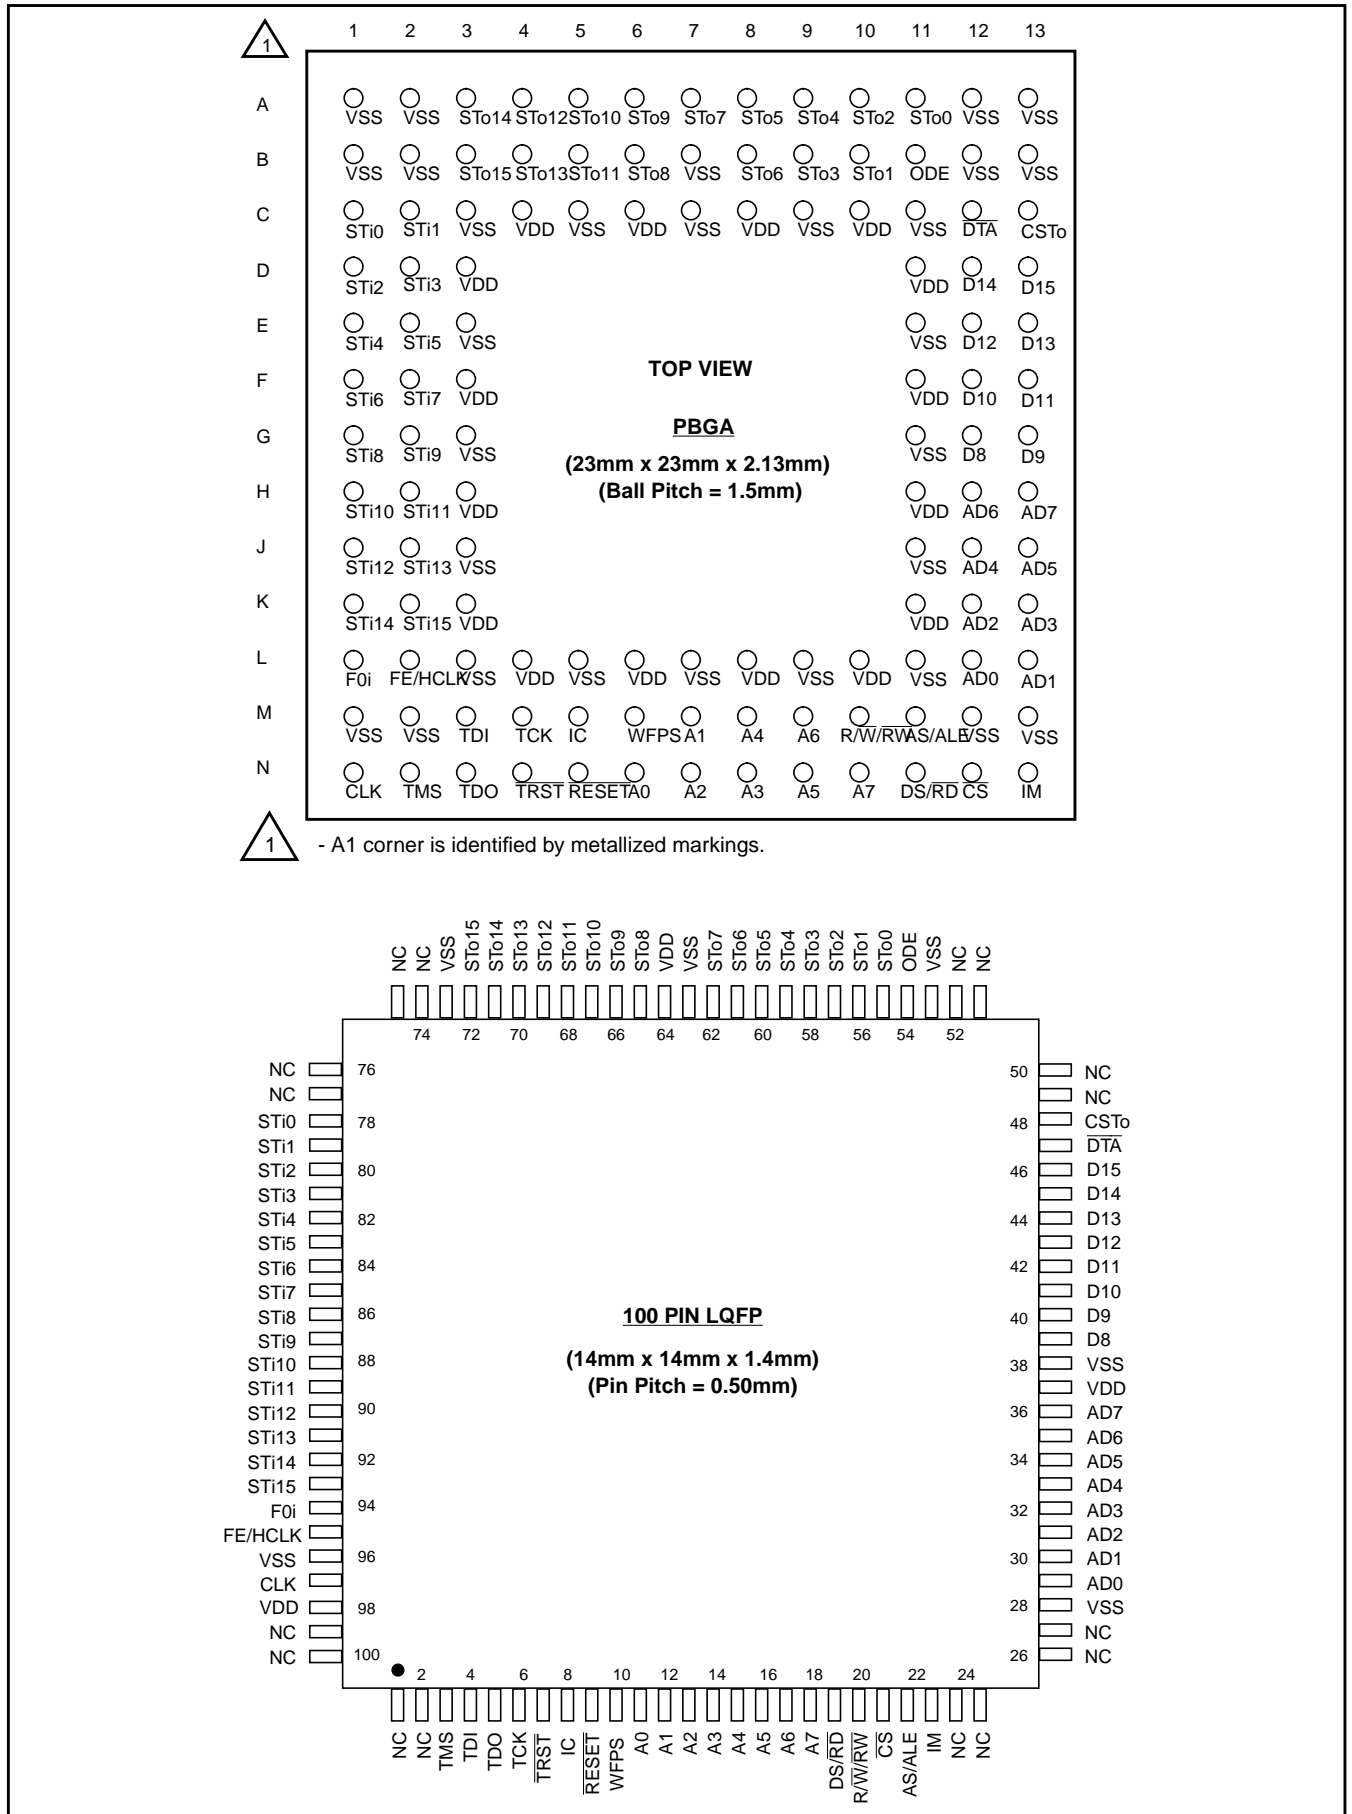 1 1 2 3 4 5 6 7 8 9 10 11 12 13
A VSS VSS STo14 STo12 STo10 STo9 STo7 STo5 STo4 STo2 STo0 VSS VSS
B VSS VSS STo15 STo13 STo11 STo8 VSS STo6 STo3 STo1 ODE VSS VSS
C STi0 STi1 VSS VDD VSS VDD VSS VDD VSS VDD VSS DTA CSTo
D STi2 STi3 VDD VDD D14 D15
E STi4 STi5 VSS VSS D12 D13
TOP VIEW
F STi6 STi7 VDD VDD D10 D11
PBGA
G STi8 STi9 VSS VSS D8 D9
(23mm x 23mm x 2.13mm)
(Ball Pitch = 1.5mm)
H STi10 STi11 VDD VDD AD6 AD7
J STi12 STi13 VSS VSS AD4 AD5
K STi14 STi15 VDD VDD AD2 AD3
L F0i FE/HCLK VSS VDD VSS VDD VSS VDD VSS VDD VSS AD0 AD1
M VSS VSS TDI TCK IC WFPS A1 A4 A6 R/W/RW AS/ALE VSS VSS
N CLK TMS TDO TRST RESET A0 A2 A3 A5 A7 DS/RD CS IM
1 - A1 corner is identified by metallized markings.
NC NC VSS STo15 STo14 STo13 STo12 STo11 STo10 STo9 STo8 VDD VSS STo7 STo6 STo5 STo4 STo3 STo2 STo1 STo0 ODE VSS NC NC
74 72 70 68 66 64 62 60 58 56 54 52
NC 76 50 NC
NC NC
STi0 78 48 CSTo
STi1 DTA
STi2 80 46 D15
STi3 D14
STi4 82 44 D13
STi5 D12
STi6 84 42 D11
STi7 D10
STi8 86 40 D9
100 PIN LQFP
STi9 D8
STi10 88 38 VSS
(14mm x 14mm x 1.4mm)
STi11 VDD
(Pin Pitch = 0.50mm)
STi12 90 36 AD7
STi13 AD6
STi14 92 34 AD5
STi15 AD4
F0i 94 32 AD3
FE/HCLK AD2
VSS 96 30 AD1
CLK AD0
VDD 98 28 VSS
NC NC
NC 100 26 NC
2 4 6 8 10 12 14 16 18 20 22 24
NC NC TMS TDI TDO TCK TRST IC RESET WFPS A0 A1 A2 A3 A4 A5 A6 A7 DS/RD R/W/RW CS AS/ALE IM NC NC